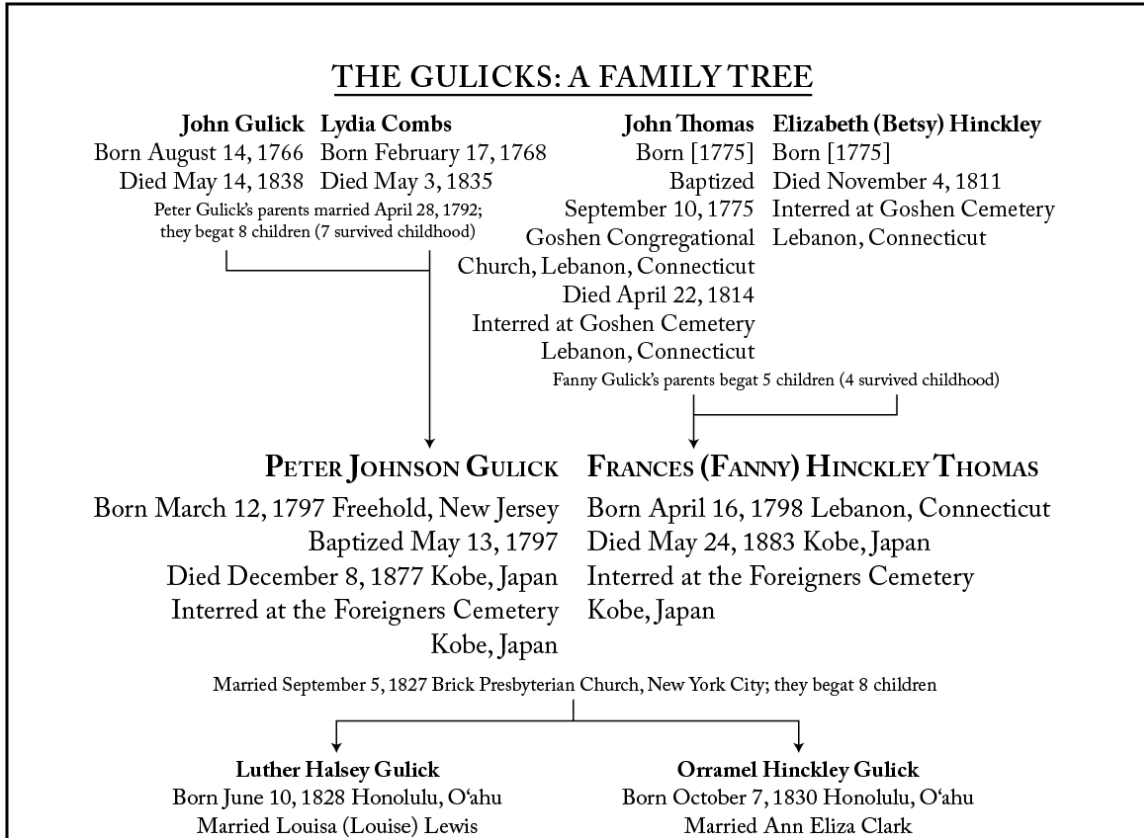 THE GULICKS: A FAMILY TREE
John Gulick
Born August 14, 1766
Died May 14, 1838
Lydia Combs
Born February 17, 1768
Died May 3, 1835
Peter Gulick's parents married April 28, 1792;
they begat 8 children (7 survived childhood)
John Thomas
Born [1775]
Baptized
September 10, 1775
Goshen Congregational
Church, Lebanon, Connecticut
Died April 22, 1814
Interred at Goshen Cemetery
Lebanon, Connecticut
Elizabeth (Betsy) Hinckley
Born [1775]
Died November 4, 1811
Interred at Goshen Cemetery
Lebanon, Connecticut
Fanny Gulick's parents begat 5 children (4 survived childhood)
PETER JOHNSON GULICK
Born March 12, 1797 Freehold, New Jersey
Baptized May 13, 1797
Died December 8, 1877 Kobe, Japan
Interred at the Foreigners Cemetery
Kobe, Japan
FRANCES (FANNY) HINCKLEY THOMAS
Born April 16, 1798 Lebanon, Connecticut
Died May 24, 1883 Kobe, Japan
Interred at the Foreigners Cemetery
Kobe, Japan
Married September 5, 1827 Brick Presbyterian Church, New York City; they begat 8 children
Luther Halsey Gulick
Born June 10, 1828 Honolulu, Oʻahu
Married Louisa (Louise) Lewis
Orramel Hinckley Gulick
Born October 7, 1830 Honolulu, Oʻahu
Married Ann Eliza Clark